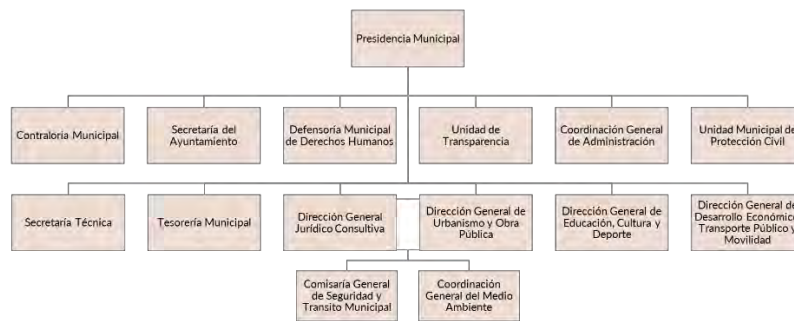 Presidencia Municipal
Contraloría Municipal
Secretaría del
Ayuntamiento
Defensoría Municipal
de Derechos Humanos
Unidad de
Transparencia
Coordinación General
de Administración
Unidad Municipal de
Protección Civil
Secretaría Técnica
Tesorería Municipal
Dirección General
Jurídico Consultiva
Dirección General de
Urbanismo y Obra
Pública
Dirección General de
Educación, Cultura y
Deporte
Dirección General de
Desarrollo Económico,
Transporte Público y
Movilidad
Comisaría General
de Seguridad y
Transito Municipal
Coordinación
General del Medio
Ambiente